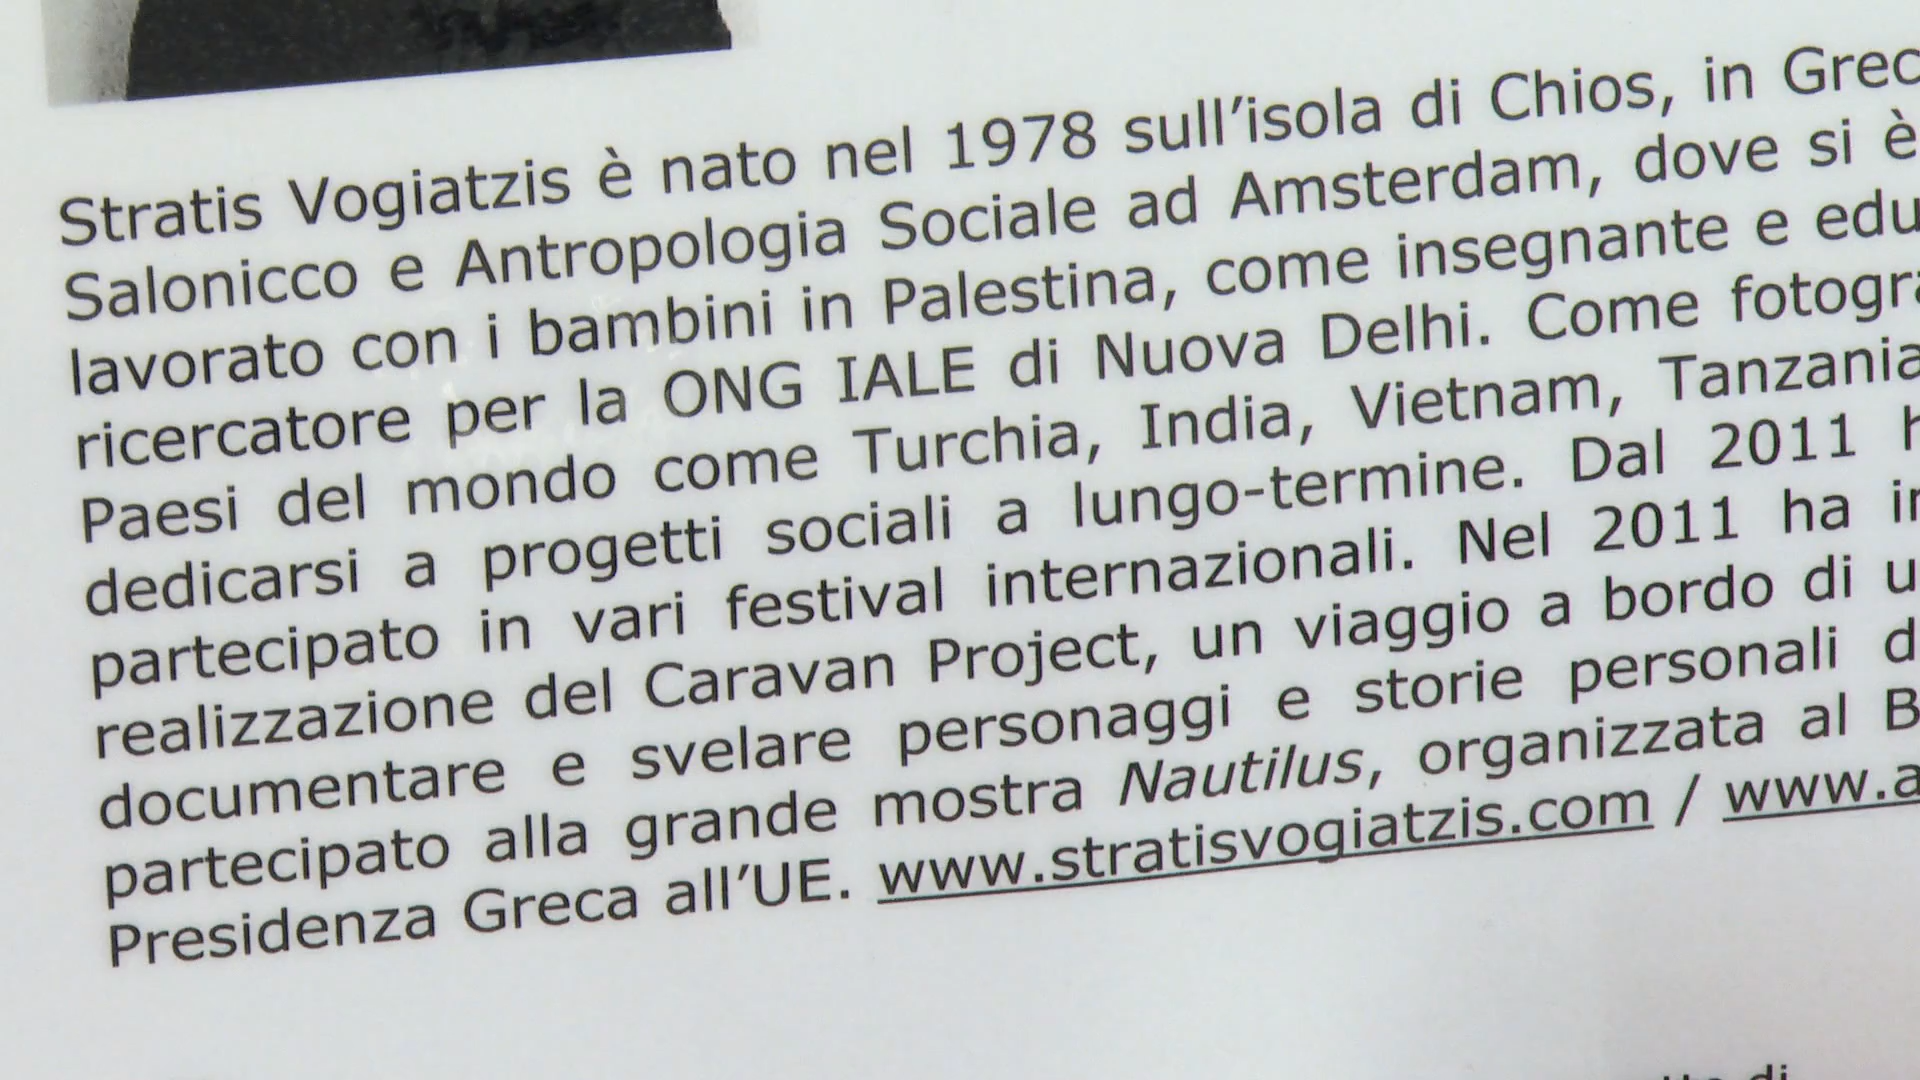 Stratis Vogiatzis è nato nel 1978 sull'isola di Chios, in Grec
Salonicco e Antropologia Sociale ad Amsterdam, dove si è
lavorato con i bambini in Palestina, come insegnante e edu
ricercatore per la ONG IALE di Nuova Delhi. Come fotogra
Paesi del mondo come Turchia, India, Vietnam, Tanzania
dedicarsi a progetti sociali a lungo-termine. Dal 2011 h
partecipato in vari festival internazionali. Nel 2011 ha in
realizzazione del Caravan Project, un viaggio a bordo di u
documentare e svelare personaggi e storie personali d
partecipato alla grande mostra Nautilus, organizzata al B
Presidenza Greca all'UE. www.stratisvogiatzis.com / www.a
di